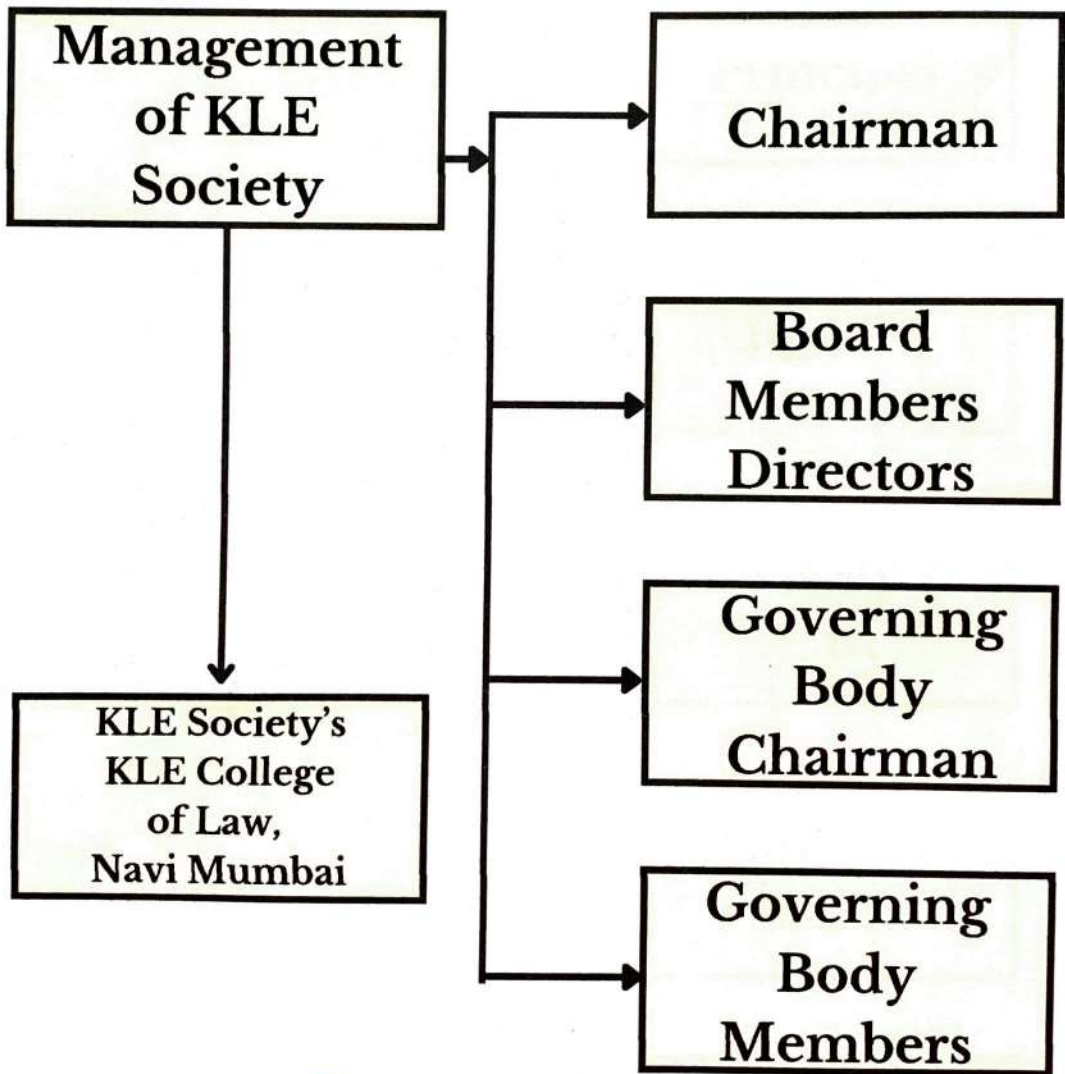 Management
of KLE
Society
Chairman
Board
Members
Directors
Governing
Body
Chairman
KLE Society's
KLE College
of Law,
Navi Mumbai
Governing
Body
Members